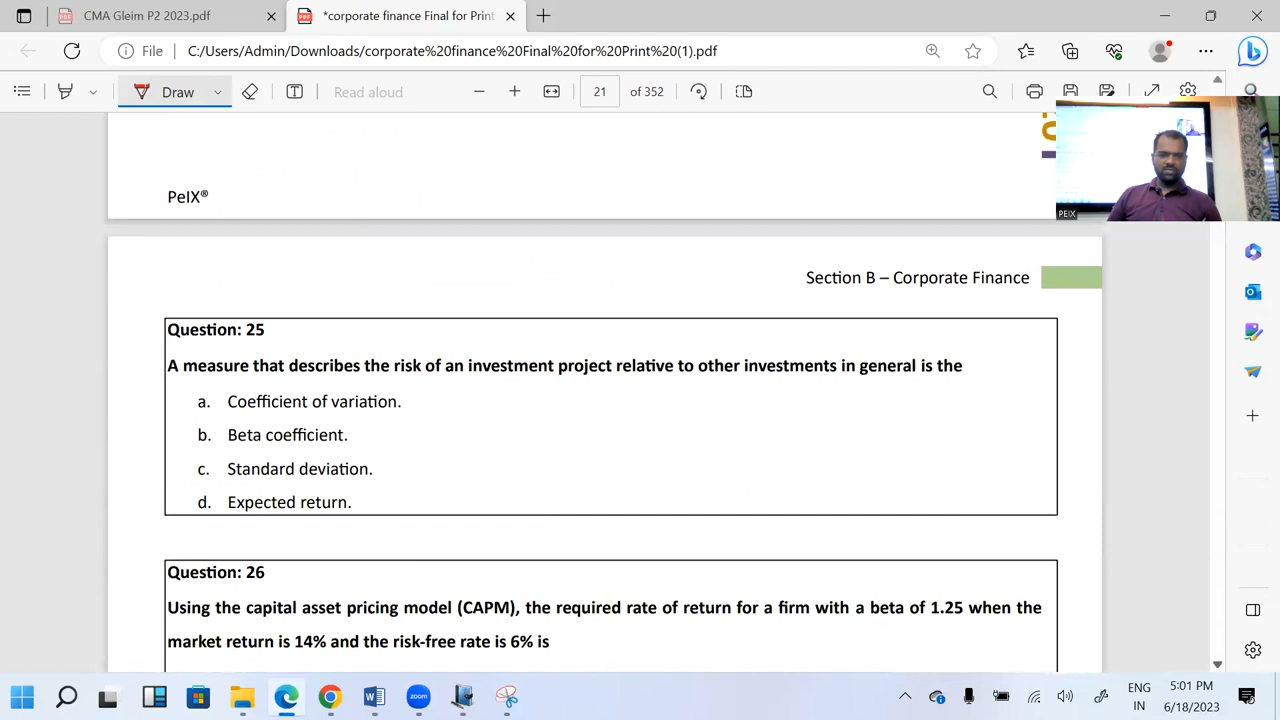 CMA Gleim P2 2023.pdf
*corporate finance Final for Print
File
C:/Users/Admin/Downloads/corporate%20finance%20Final%20for%20Print%20(1).pdf
Draw
Read aloud
21
of 352
PeIX®
PEIX
Section B – Corporate Finance
Question: 25
A measure that describes the risk of an investment project relative to other investments in general is the
a. Coefficient of variation.
b. Beta coefficient.
c. Standard deviation.
d. Expected return.
Question: 26
Using the capital asset pricing model (CAPM), the required rate of return for a firm with a beta of 1.25 when the
market return is 14% and the risk-free rate is 6% is
zoom
ENG
IN
5:01 PM
6/18/2023